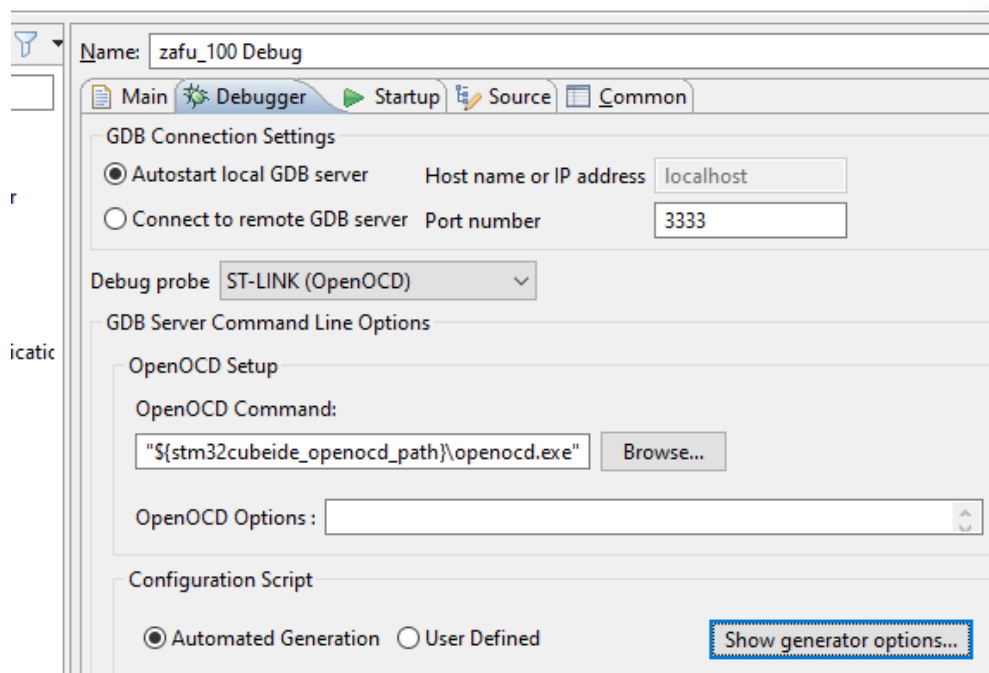 Name: zafu_100 Debug
Main Debugger Startup Source Common
GDB Connection Settings
Autostart local GDB server Host name or IP address localhost
r
Connect to remote GDB server Port number 3333
Debug probe ST-LINK (OpenOCD)
GDB Server Command Line Options
icatic
OpenOCD Setup
OpenOCD Command:
"${stm32cubeide_openocd_path}\openocd.exe" Browse...
OpenOCD Options :
Configuration Script
Automated Generation User Defined Show generator options...